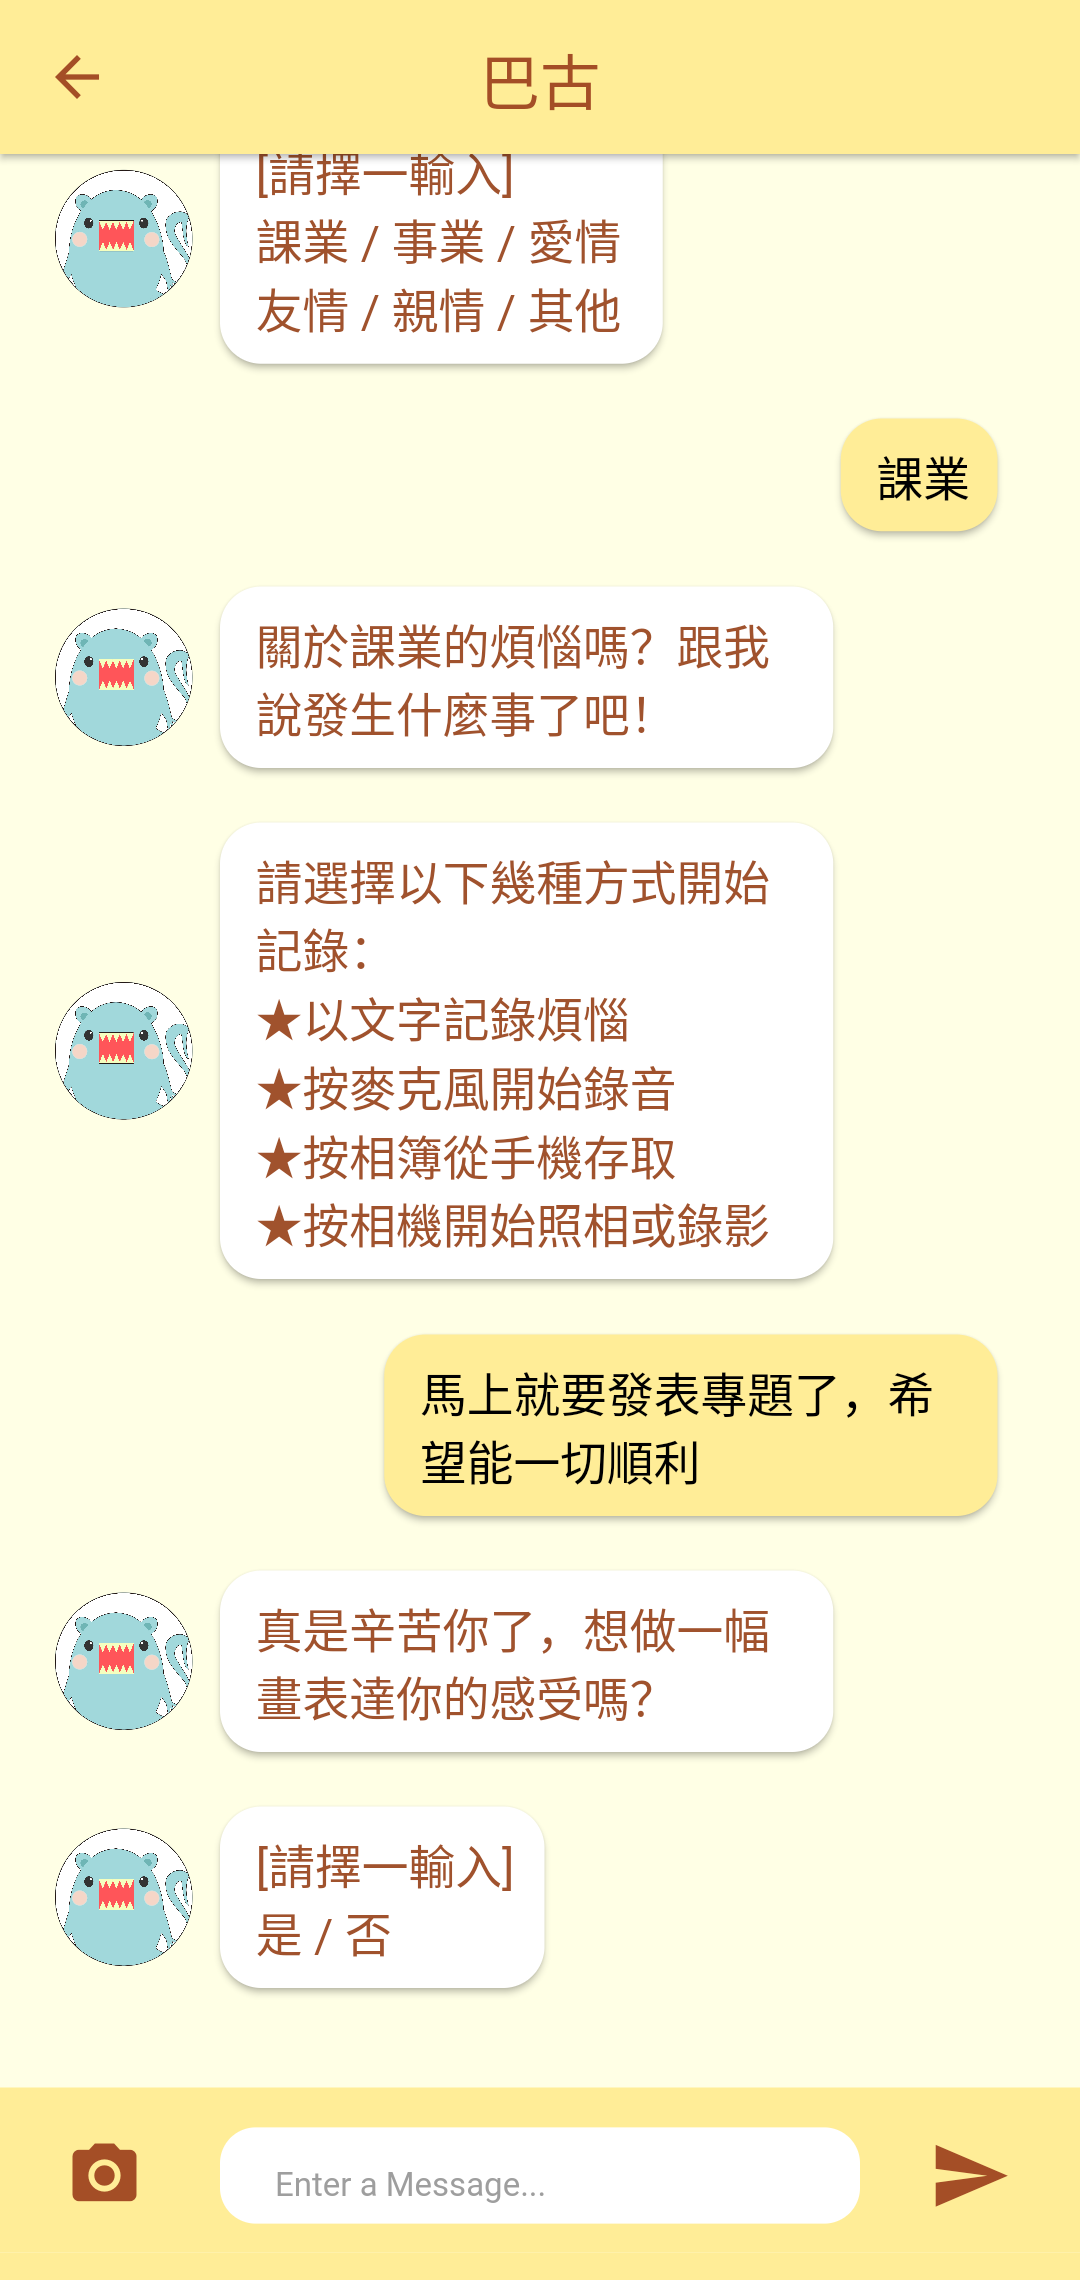 巴古
[請擇一輸入]
課業 / 事業 / 愛情
友情 / 親情 / 其他
課業
關於課業的煩惱嗎？跟我
說發生什麼事了吧！
請選擇以下幾種方式開始
記錄：
★以文字記錄煩惱
★按麥克風開始錄音
★按相簿從手機存取
★按相機開始照相或錄影
馬上就要發表專題了，希
望能一切順利
真是辛苦你了，想做一幅
畫表達你的感受嗎？
[請擇一輸入]
是 / 否
Enter a Message...